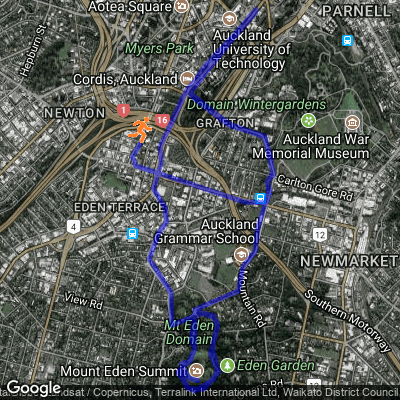 Aotea Square
PARNELL
Auckland
University of
Technology
Myers Park
Hepburn St
Cordis, Auckland
1
16
Domain Wintergardens
NEWTON
GRAFTON
Auckland War
Memorial Museum
Carlton Gore Rd
EDEN TERRACE
4
Auckland
Grammar School
12
NEWMARKET
Mountain Rd
Southern Motorway
View Rd
Mt Eden
Domain
Mount Eden Summit
Eden Garden
12
Google
Landsat / Copernicus, Terralink International Ltd, Waikato District Council